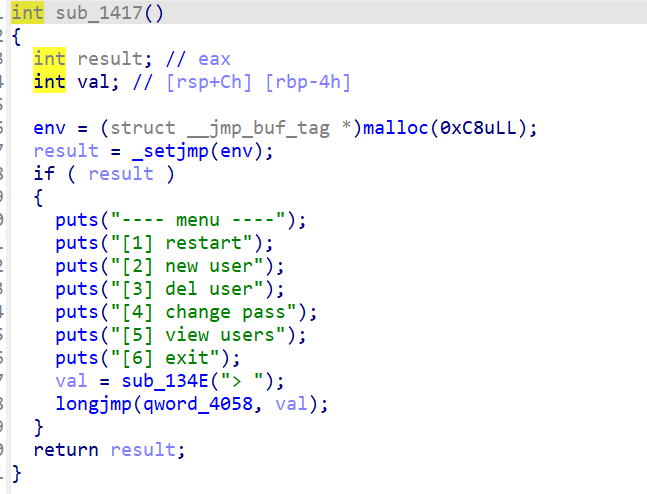 int sub_1417()
{
  int result; // eax
  int val; // [rsp+Ch] [rbp-4h]

  env = (struct __jmp_buf_tag *)malloc(0xC8uLL);
  result = _setjmp(env);
  if ( result )
  {
    puts("---- menu ----");
    puts("[1] restart");
    puts("[2] new user");
    puts("[3] del user");
    puts("[4] change pass");
    puts("[5] view users");
    puts("[6] exit");
    val = sub_134E("> ");
    longjmp(qword_4058, val);
  }
  return result;
}